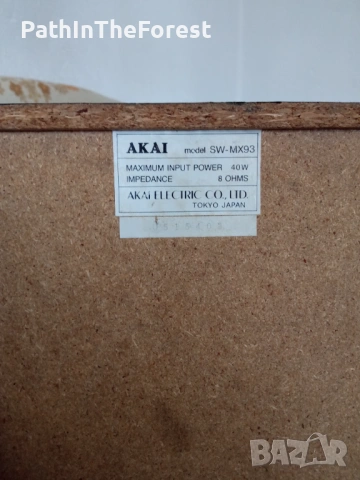 PathInTheForest
AKAI model SW-MX93
MAXIMUM INPUT POWER 40W
IMPEDANCE 8 OHMS
AKAI ELECTRIC CO., LTD.
TOKYO JAPAN
BAZAR